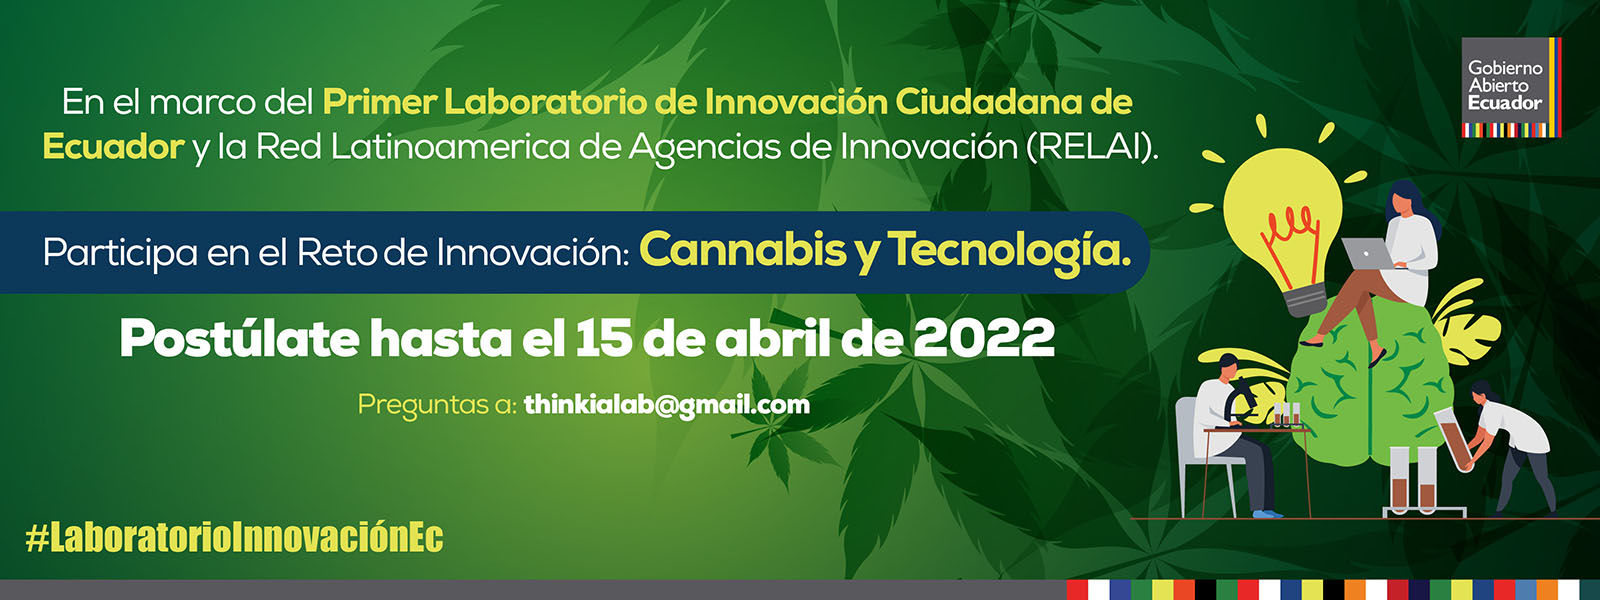 En el marco del Primer Laboratorio de Innovación Ciudadana de
Ecuador y la Red Latinoamerica de Agencias de Innovación (RELAI).
Gobierno
Abierto
Ecuador
Participa en el Reto de Innovación: Cannabis y Tecnología.
Postúlate hasta el 15 de abril de 2022
Preguntas a: thinkialab@gmail.com
#LaboratorioInnovaciónEc